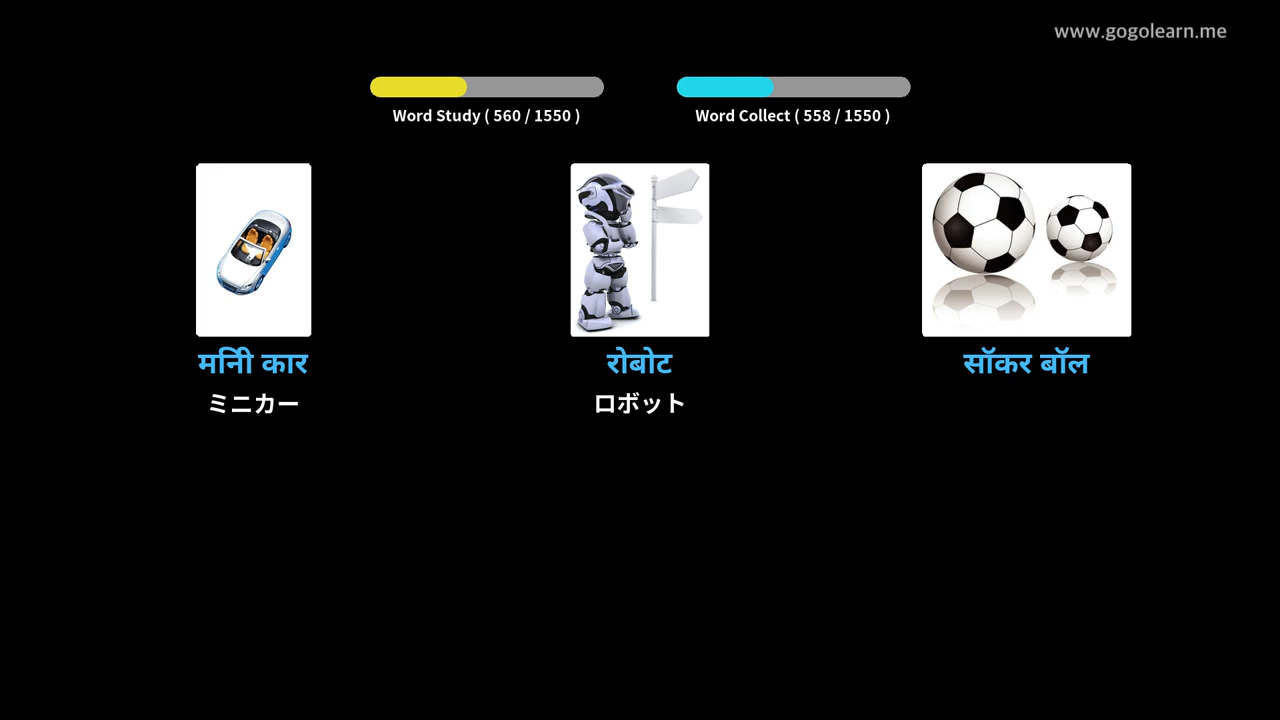 www.gogolearn.me
Word Study ( 560 / 1550 )
Word Collect ( 558 / 1550 )
मिनी कार
रोबोट
सॉकर बॉल
ミニカー
ロボット